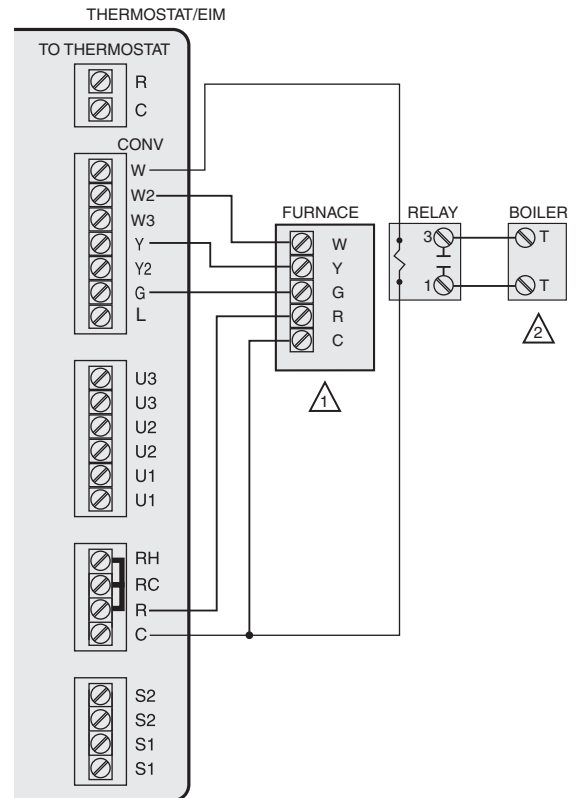 THERMOSTAT/EIM
TO THERMOSTAT
R
C
CONV
W
W2
W3
Y
Y2
G
L
U3
U3
U2
U2
U1
U1
RH
RC
R
C
S2
S2
S1
S1
FURNACE
W
Y
G
R
C
1
RELAY
3
1
BOILER
T
T
2